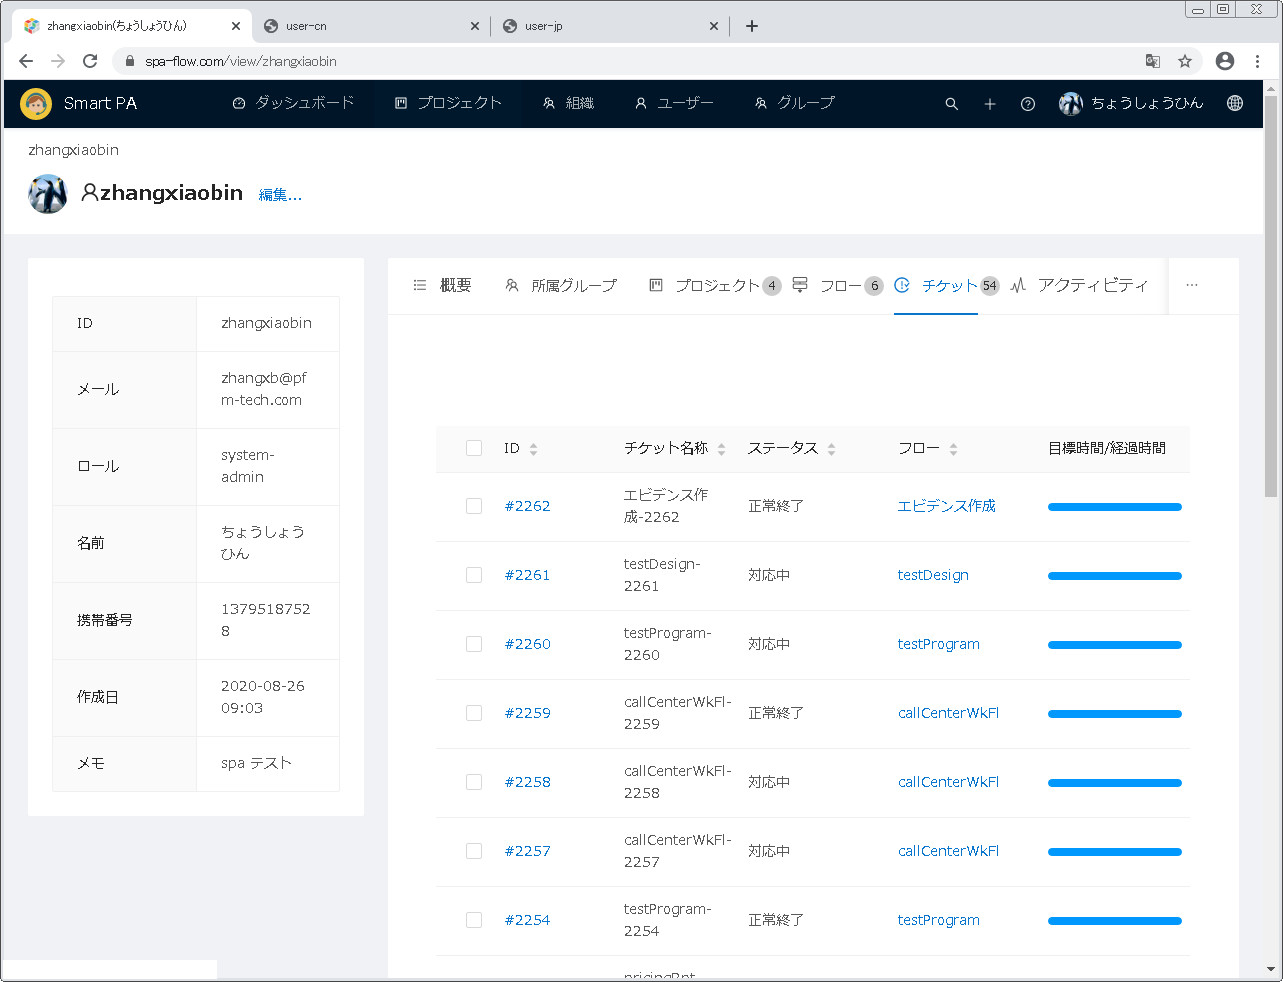 zhangxiaobin(ちょうしょうひん)
user-cn
user-jp
spa-flow.com/view/zhangxiaobin
Smart PA
ダッシュボード
プロジェクト
組織
ユーザー
グループ
ちょうしょうひん
zhangxiaobin
zhangxiaobin
編集...
ID
zhangxiaobin
メール
zhangxb@pf
m-tech.com
ロール
system-
admin
名前
ちょうしょう
ひん
携帯番号
1379518752
8
作成日
2020-08-26
09:03
メモ
spa テスト
概要
所属グループ
プロジェクト 4
フロー 6
チケット 54
アクティビティ
...
ID
チケット名称
ステータス
フロー
目標時間/経過時間
#2262
エビデンス作
成-2262
正常終了
エビデンス作成
#2261
testDesign-
2261
対応中
testDesign
#2260
testProgram-
2260
対応中
testProgram
#2259
callCenterWkFl-
2259
正常終了
callCenterWkFl
#2258
callCenterWkFl-
2258
対応中
callCenterWkFl
#2257
callCenterWkFl-
2257
対応中
callCenterWkFl
#2254
testProgram-
2254
正常終了
testProgram